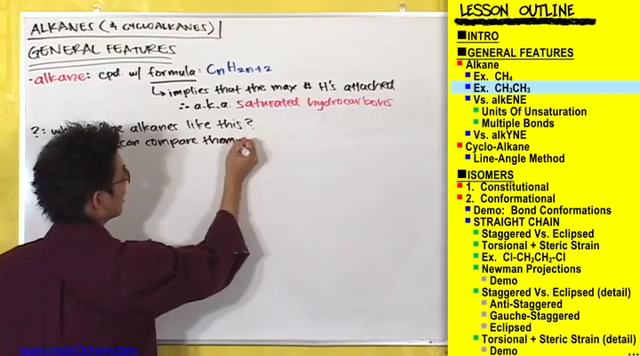 ALKANES (& CYCLOALKANES)
GENERAL FEATURES
-alkane: cpd w/ formula: CnH2n+2
↳ implies that the max # H's attached
∴ a.k.a. saturated hydrocarbons
?: alkanes like this?
can compare them
LESSON OUTLINE
INTRO
GENERAL FEATURES
Alkane
Ex. CH₄
Ex. CH₃CH₃
Vs. alkENE
Units Of Unsaturation
Multiple Bonds
Vs. alkYNE
Cyclo-Alkane
Line-Angle Method
ISOMERS
1. Constitutional
2. Conformational
Demo: Bond Conformations
STRAIGHT CHAIN
Staggered Vs. Eclipsed
Torsional + Steric Strain
Ex. Cl-CH₂CH₂-Cl
Newman Projections
Demo
Staggered Vs. Eclipsed (detail)
Anti-Staggered
Gauche-Staggered
Eclipsed
Torsional + Steric Strain (detail)
Demo